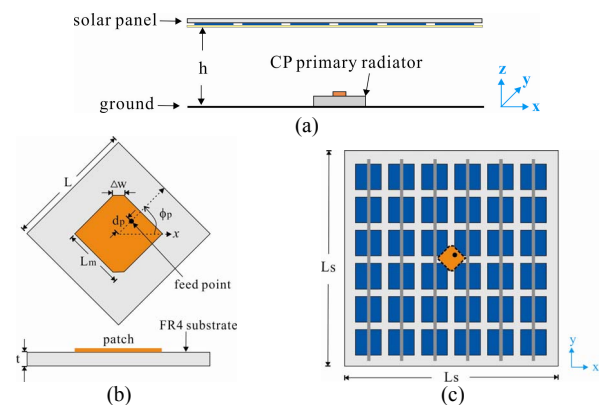 solar panel
h
CP primary radiator
ground
z
y
x
(a)
L
Δw
ϕp
dp
x
Lm
feed point
patch
FR4 substrate
t
(b)
Ls
Ls
y
x
(c)